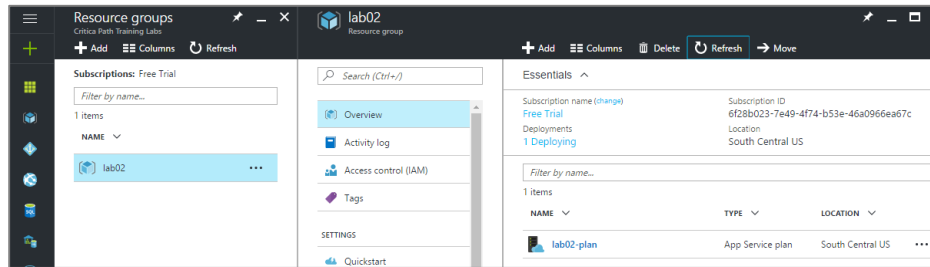 Resource groups
Critica Path Training Labs
Add Columns Refresh
Subscriptions: Free Trial
Filter by name...
1 items
NAME
lab02
...
lab02
Resource group
Search (Ctrl+/)
Overview
Activity log
Access control (IAM)
Tags
SETTINGS
Quickstart
Add Columns Delete Refresh Move
Essentials
Subscription name (change)
Free Trial
Deployments
1 Deploying
Subscription ID
6f28b023-7e49-4f74-b53e-46a0966ea67c
Location
South Central US
Filter by name...
1 items
NAME TYPE LOCATION
lab02-plan App Service plan South Central US ...